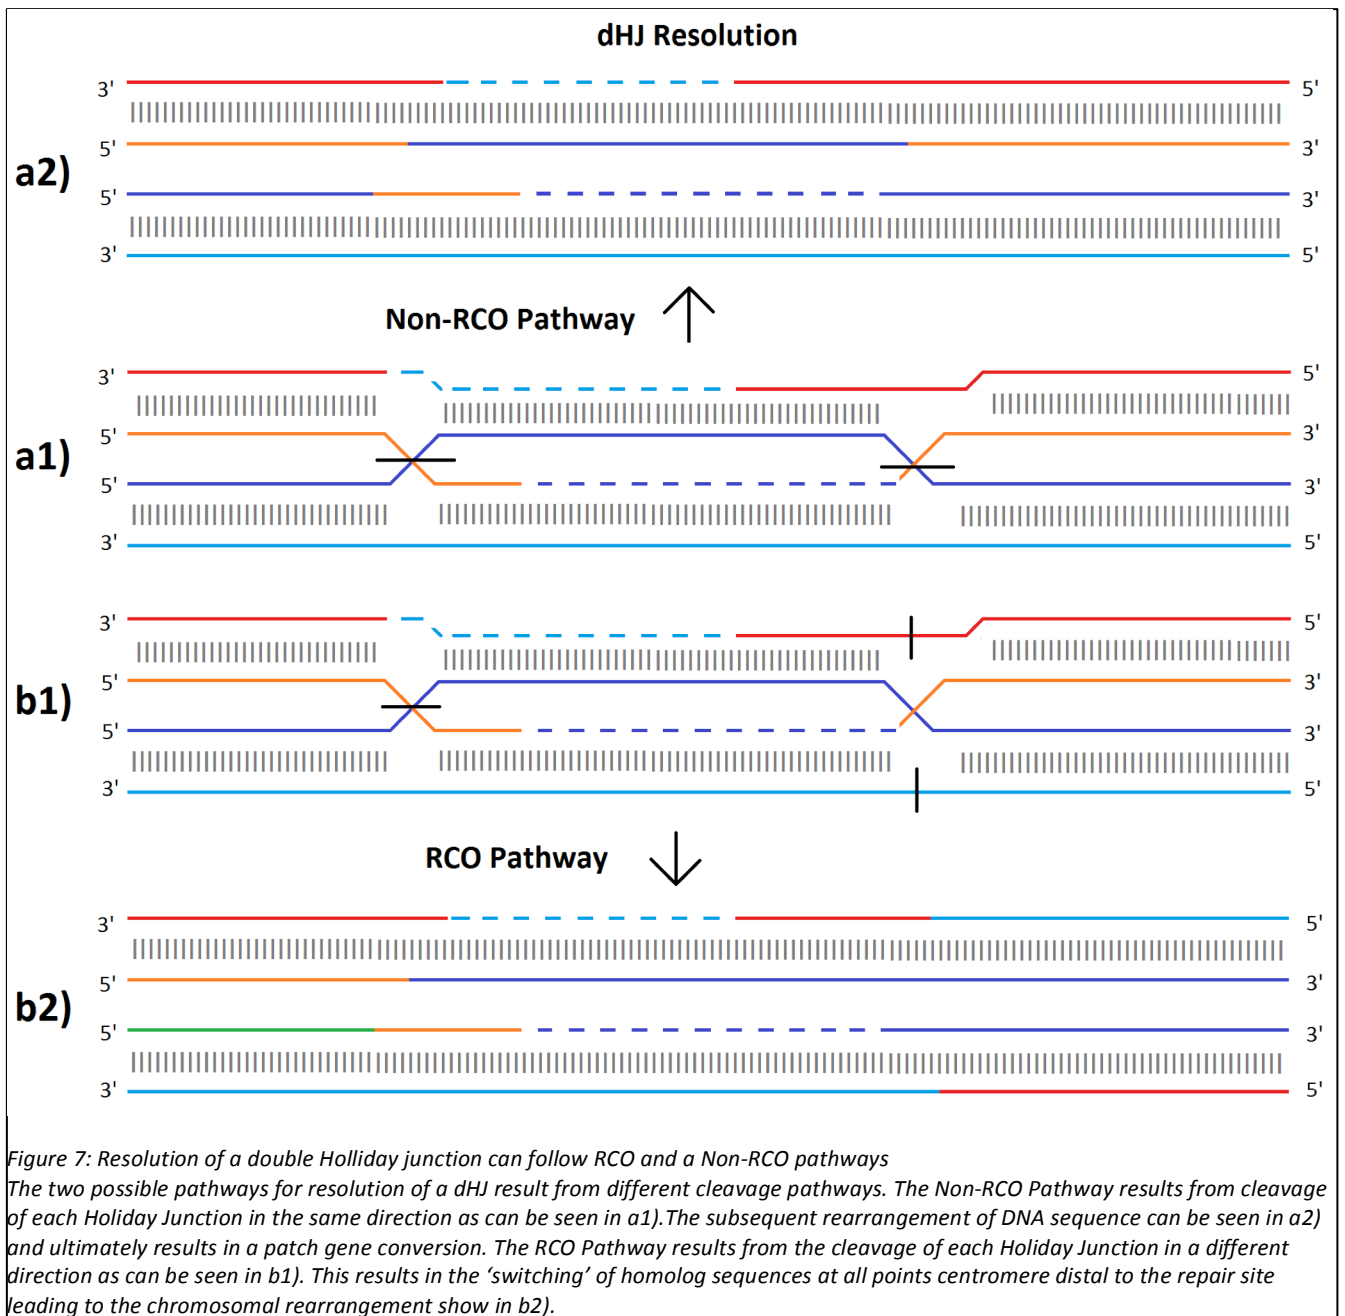 dHJ Resolution
3' 5'
5' 3'
a2)
5' 3'
3' 5'
Non-RCO Pathway
3' 5'
5' 3'
a1)
5' 3'
3' 5'
3' 5'
5' 3'
b1)
5' 3'
3' 5'
RCO Pathway
3' 5'
5' 3'
b2)
5' 3'
3' 5'
Figure 7: Resolution of a double Holliday junction can follow RCO and a Non-RCO pathways
The two possible pathways for resolution of a dHJ result from different cleavage pathways. The Non-RCO Pathway results from cleavage
of each Holiday Junction in the same direction as can be seen in a1).The subsequent rearrangement of DNA sequence can be seen in a2)
and ultimately results in a patch gene conversion. The RCO Pathway results from the cleavage of each Holiday Junction in a different
direction as can be seen in b1). This results in the ‘switching’ of homolog sequences at all points centromere distal to the repair site
leading to the chromosomal rearrangement show in b2).